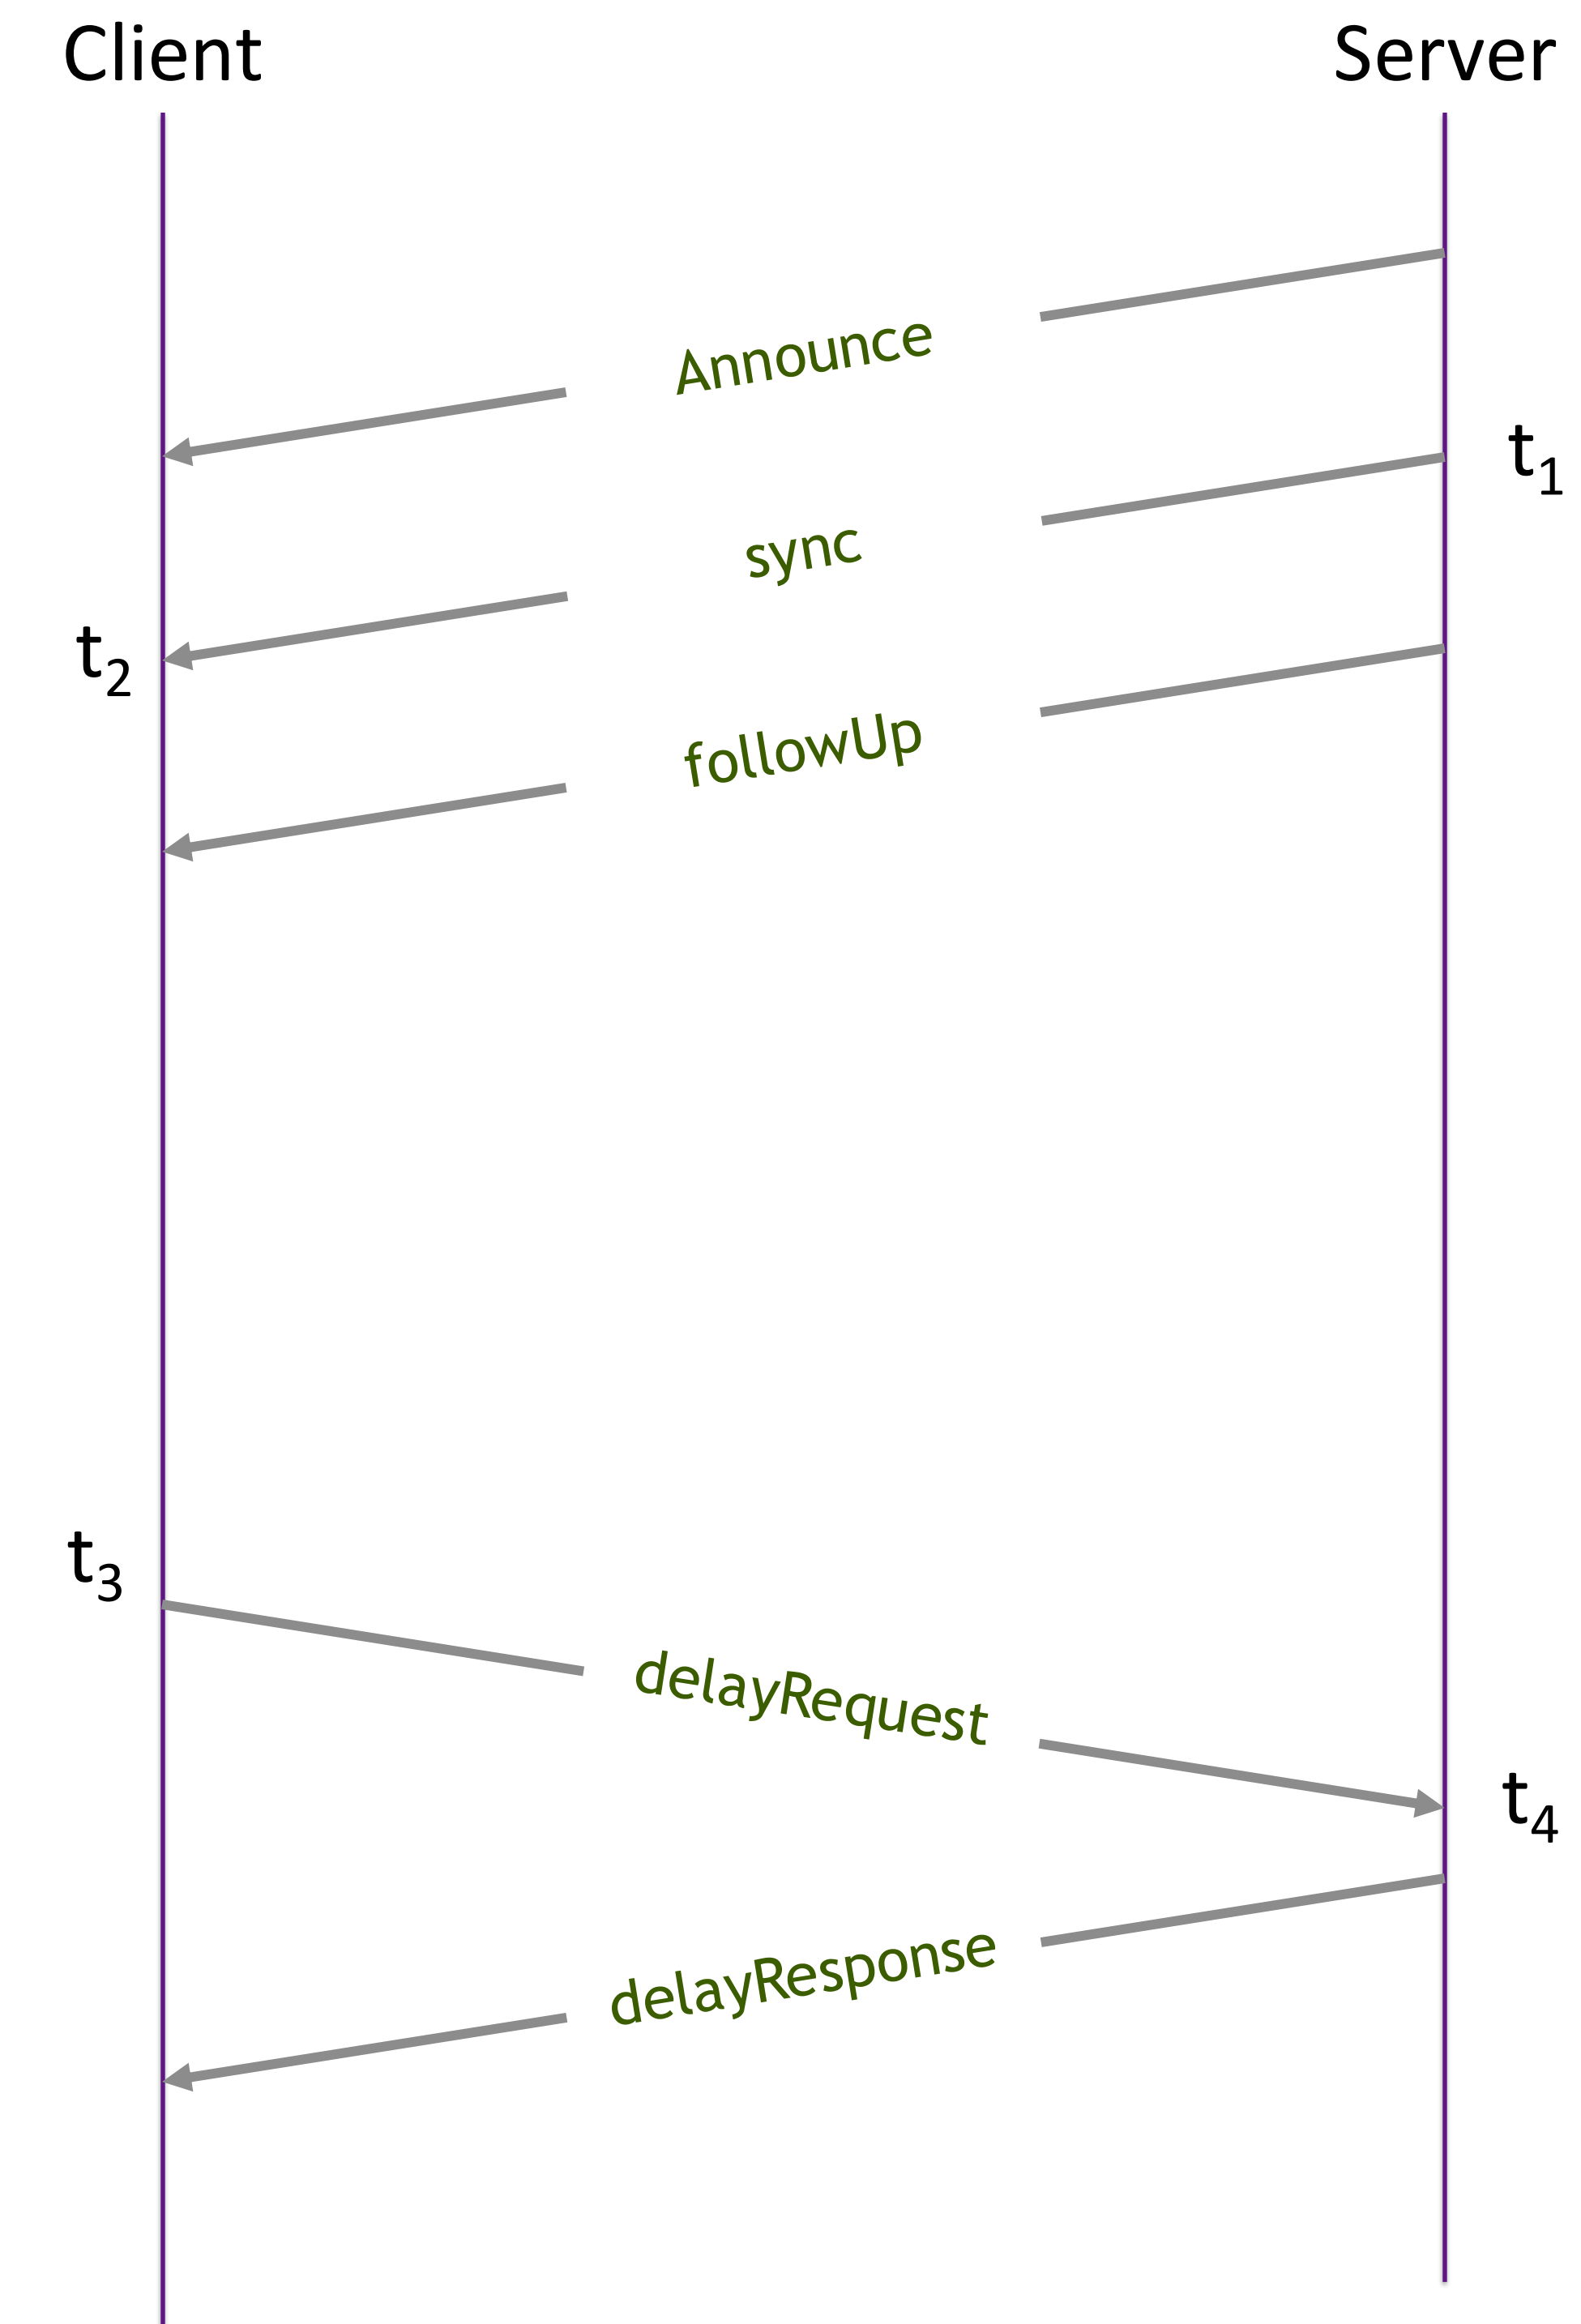 Client
Server
Announce
t1
sync
t2
followUp
t3
delayRequest
t4
delayResponse